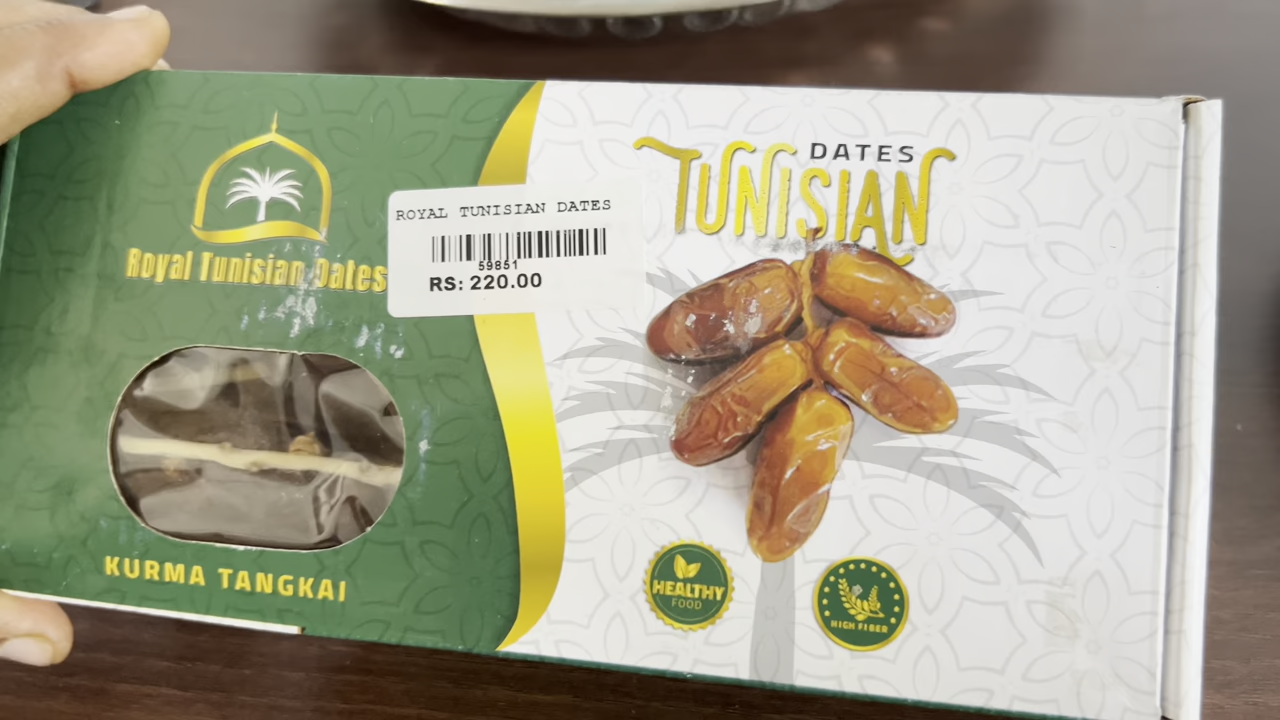 Royal Tunisian Dates
KURMA TANGKAI
ROYAL TUNISIAN DATES
59851
RS: 220.00
DATES
TUNISIAN
HEALTHY
FOOD
HIGH FIBER